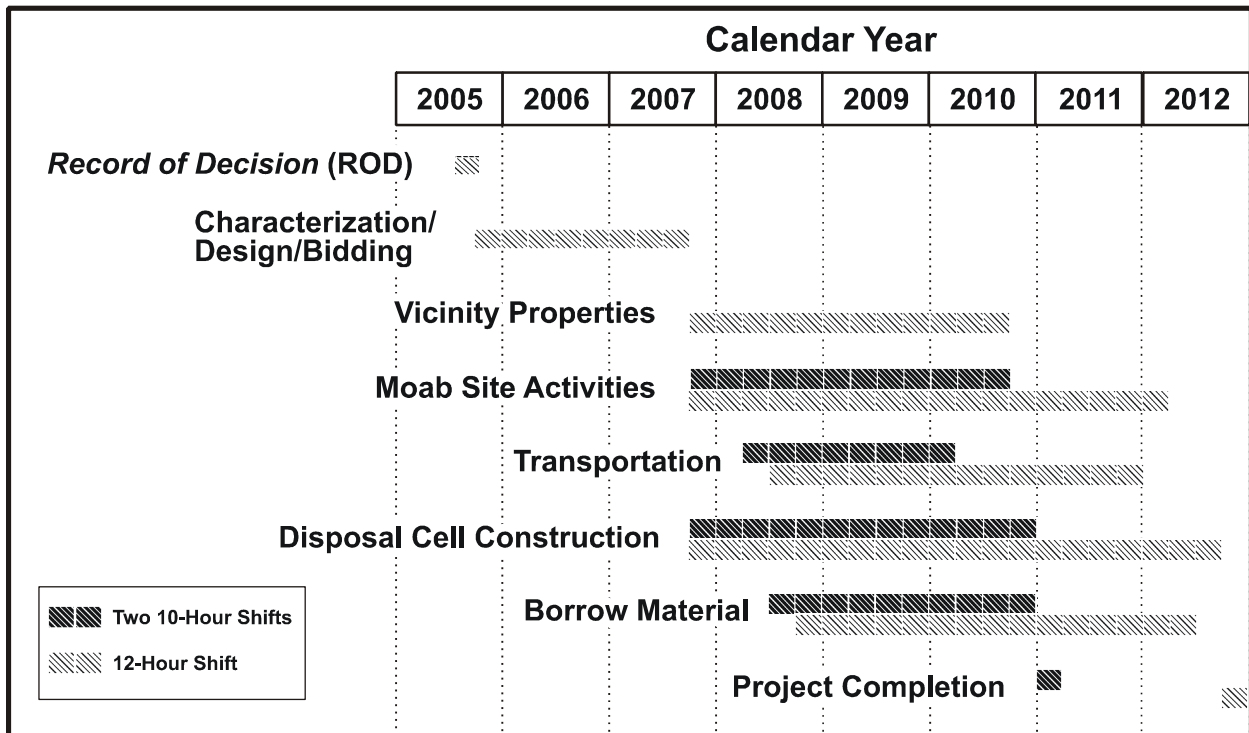 Calendar Year
2005 2006 2007 2008 2009 2010 2011 2012
Record of Decision (ROD)
Characterization/
Design/Bidding
Vicinity Properties
Moab Site Activities
Transportation
Disposal Cell Construction
Borrow Material
Project Completion
Two 10-Hour Shifts
12-Hour Shift